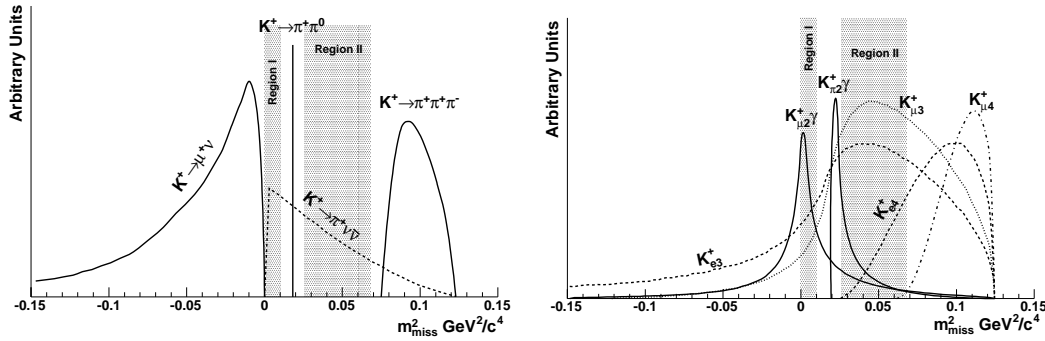 Arbitrary Units
K⁺→π⁺π⁰
Region I
Region II
K⁺→μ⁺ν
K⁺→π⁺νν̅
K⁺→π⁺π⁺π⁻
-0.15 -0.1 -0.05 0 0.05 0.1 0.15
m²miss GeV²/c⁴
Arbitrary Units
Region I
Region II
K⁺μ2γ
K⁺π2γ
K⁺μ3
K⁺μ4
K⁺e3
K⁺e4
-0.15 -0.1 -0.05 0 0.05 0.1 0.15
m²miss GeV²/c⁴